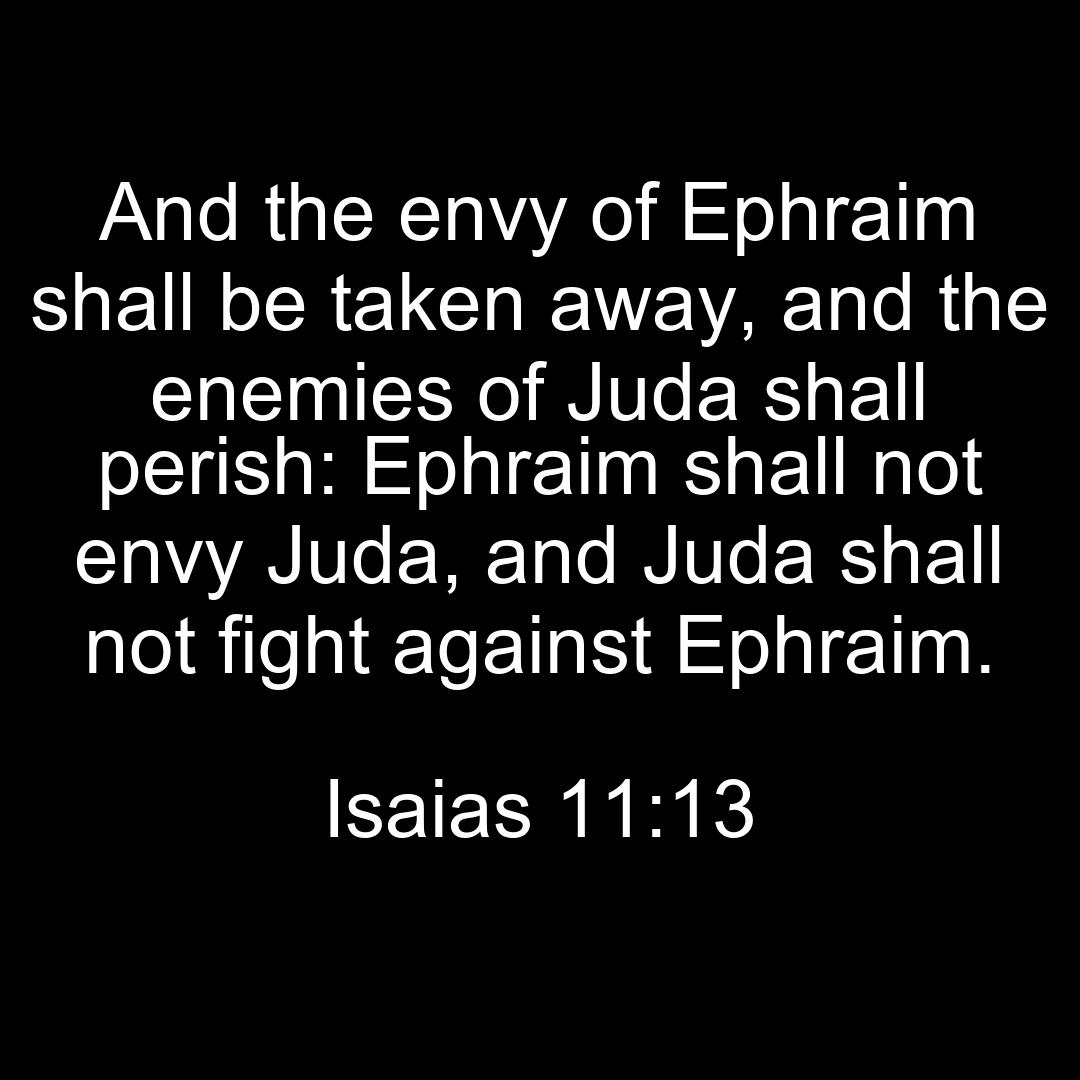 And the envy of Ephraim
shall be taken away, and the
enemies of Juda shall
perish: Ephraim shall not
envy Juda, and Juda shall
not fight against Ephraim.
Isaias 11:13